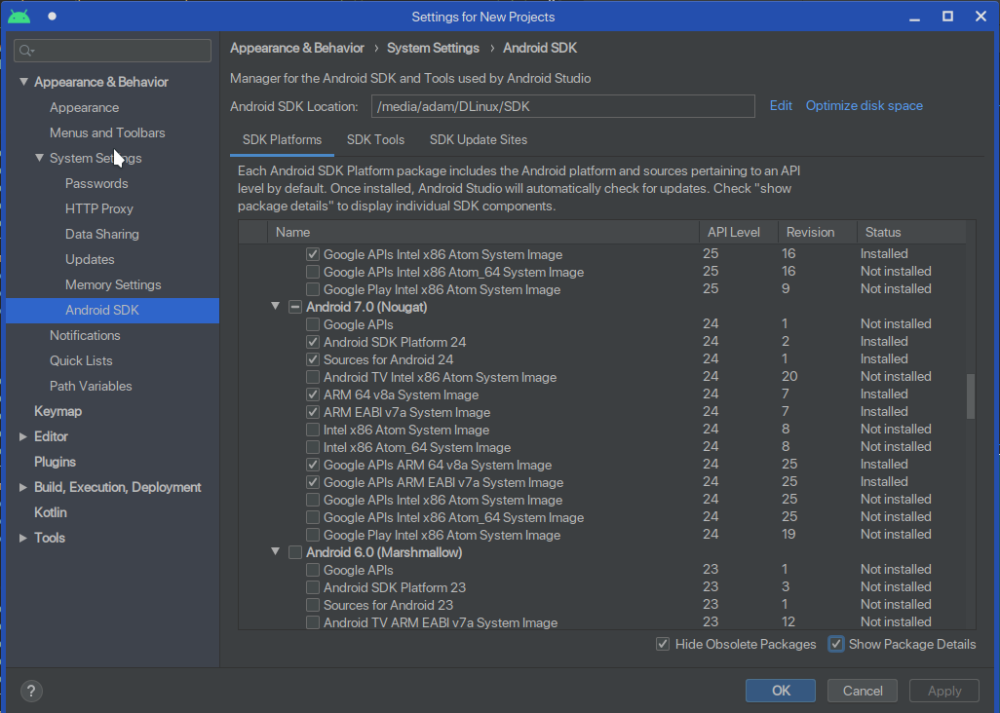 Settings for New Projects
Appearance & Behavior
Appearance
Menus and Toolbars
System Settings
Passwords
HTTP Proxy
Data Sharing
Updates
Memory Settings
Android SDK
Notifications
Quick Lists
Path Variables
Keymap
Editor
Plugins
Build, Execution, Deployment
Kotlin
Tools
Appearance & Behavior › System Settings › Android SDK
Manager for the Android SDK and Tools used by Android Studio
Android SDK Location: /media/adam/DLinux/SDK Edit Optimize disk space
SDK Platforms SDK Tools SDK Update Sites
Each Android SDK Platform package includes the Android platform and sources pertaining to an API
level by default. Once installed, Android Studio will automatically check for updates. Check "show
package details" to display individual SDK components.
Name API Level Revision Status
Google APIs Intel x86 Atom System Image 25 16 Installed
Google APIs Intel x86 Atom_64 System Image 25 16 Not installed
Google Play Intel x86 Atom System Image 25 9 Not installed
Android 7.0 (Nougat)
Google APIs 24 1 Not installed
Android SDK Platform 24 24 2 Installed
Sources for Android 24 24 1 Installed
Android TV Intel x86 Atom System Image 24 20 Not installed
ARM 64 v8a System Image 24 7 Installed
ARM EABI v7a System Image 24 7 Installed
Intel x86 Atom System Image 24 8 Not installed
Intel x86 Atom_64 System Image 24 8 Not installed
Google APIs ARM 64 v8a System Image 24 25 Installed
Google APIs ARM EABI v7a System Image 24 25 Installed
Google APIs Intel x86 Atom System Image 24 25 Not installed
Google APIs Intel x86 Atom_64 System Image 24 25 Not installed
Google Play Intel x86 Atom System Image 24 19 Not installed
Android 6.0 (Marshmallow)
Google APIs 23 1 Not installed
Android SDK Platform 23 23 3 Not installed
Sources for Android 23 23 1 Not installed
Android TV ARM EABI v7a System Image 23 12 Not installed
Hide Obsolete Packages Show Package Details
? OK Cancel Apply